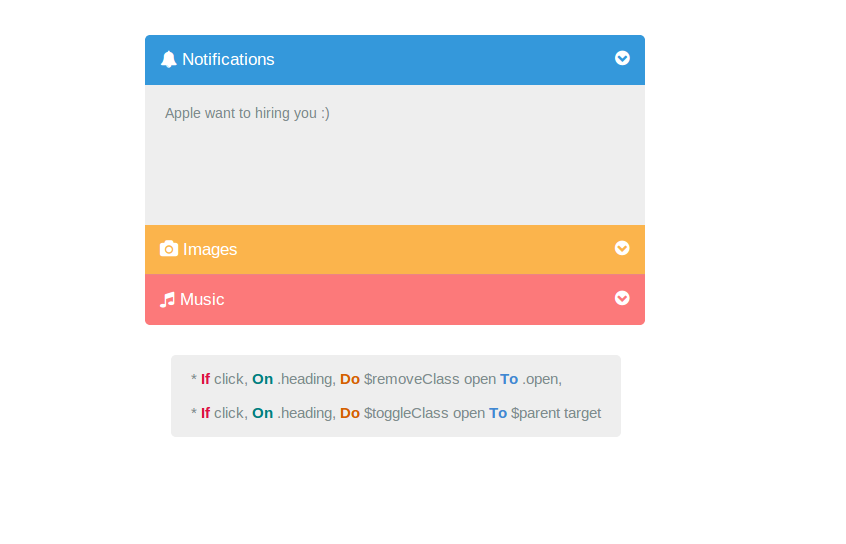 Notifications
Apple want to hiring you :)
Images
Music
* If click, On .heading, Do $removeClass open To .open,
* If click, On .heading, Do $toggleClass open To $parent target